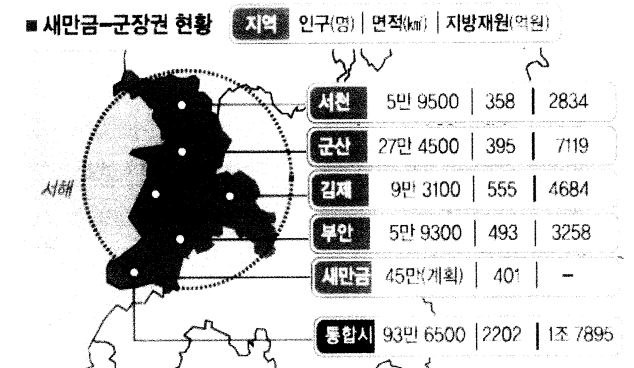 ■ 새만금-군장권 현황
지역 인구(명) | 면적(㎢) | 지방재원(억원)
서천 5만 9500 | 358 | 2834
군산 27만 4500 | 395 | 7119
서해
김제 9만 3100 | 555 | 4684
부안 5만 9300 | 493 | 3258
새만금 45만(계획) | 401 | -
통합시 93만 6500 | 2202 | 1조 7895